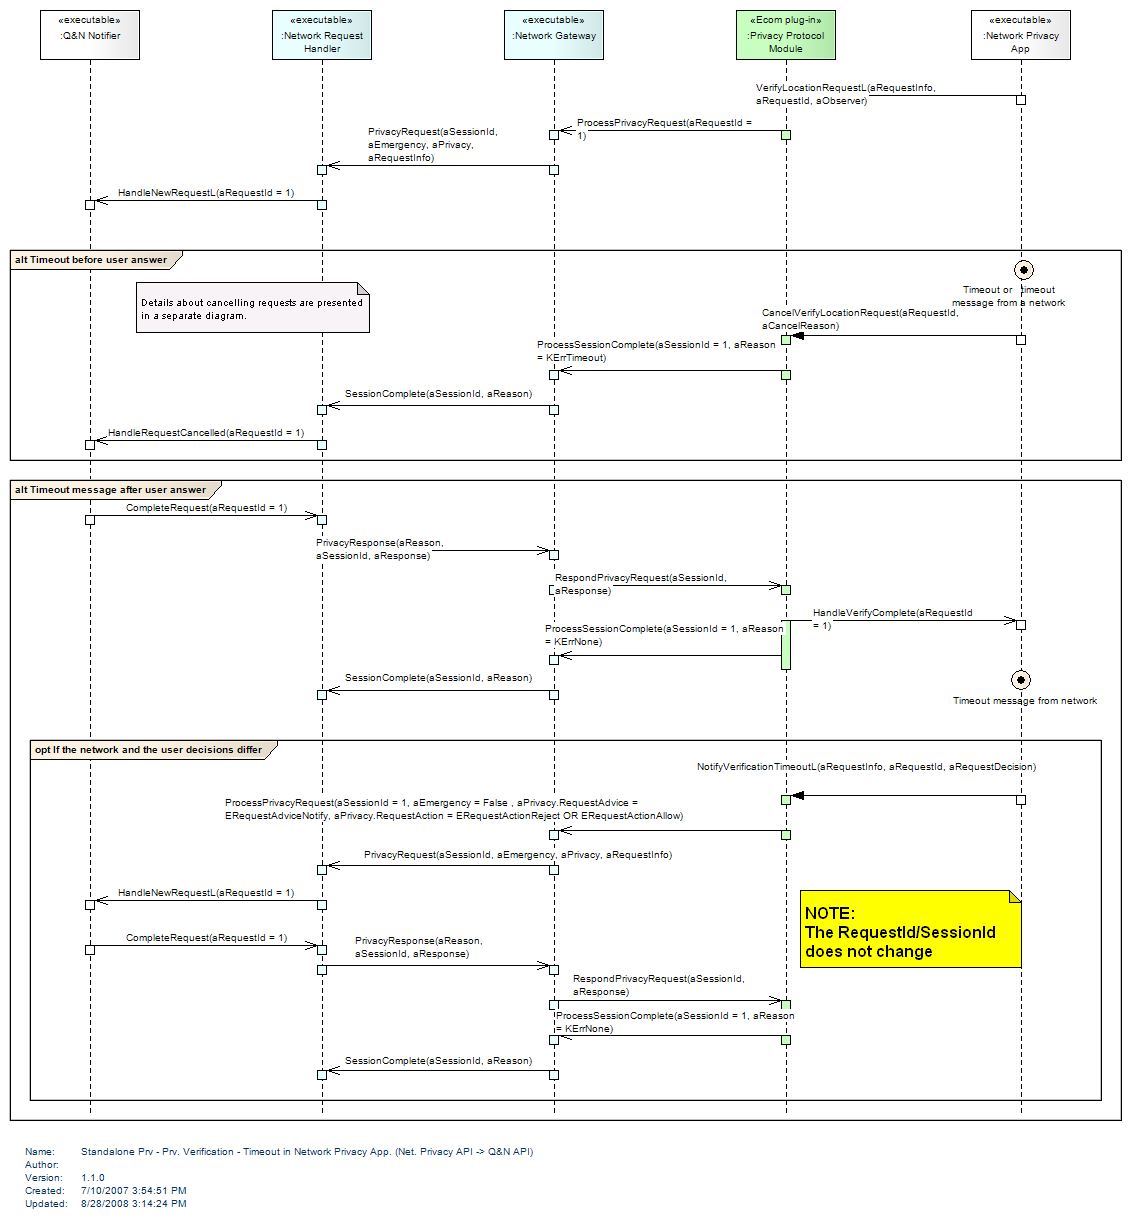 «executable»
:Q&N Notifier
«executable»
:Network Request
Handler
«executable»
:Network Gateway
«Ecom plug-in»
:Privacy Protocol
Module
«executable»
:Network Privacy
App
VerifyLocationRequestL(aRequestInfo,
aRequestId, aObserver)
ProcessPrivacyRequest(aRequestId =
1)
PrivacyRequest(aSessionId,
aEmergency, aPrivacy,
aRequestInfo)
HandleNewRequestL(aRequestId = 1)
alt Timeout before user answer
Details about cancelling requests are presented
in a separate diagram.
Timeout or timeout
message from a network
CancelVerifyLocationRequest(aRequestId,
aCancelReason)
ProcessSessionComplete(aSessionId = 1, aReason
= KErrTimeout)
SessionComplete(aSessionId, aReason)
HandleRequestCancelled(aRequestId = 1)
alt Timeout message after user answer
CompleteRequest(aRequestId = 1)
PrivacyResponse(aReason,
aSessionId, aResponse)
RespondPrivacyRequest(aSessionId,
aResponse)
HandleVerifyComplete(aRequestId
= 1)
ProcessSessionComplete(aSessionId = 1, aReason
= KErrNone)
SessionComplete(aSessionId, aReason)
Timeout message from network
opt If the network and the user decisions differ
NotifyVerificationTimeoutL(aRequestInfo, aRequestId, aRequestDecision)
ProcessPrivacyRequest(aSessionId = 1, aEmergency = False , aPrivacy.RequestAdvice =
ERequestAdviceNotify, aPrivacy.RequestAction = ERequestActionReject OR ERequestActionAllow)
PrivacyRequest(aSessionId, aEmergency, aPrivacy, aRequestInfo)
HandleNewRequestL(aRequestId = 1)
NOTE:
The RequestId/SessionId
does not change
CompleteRequest(aRequestId = 1)
PrivacyResponse(aReason,
aSessionId, aResponse)
RespondPrivacyRequest(aSessionId,
aResponse)
ProcessSessionComplete(aSessionId = 1, aReason
= KErrNone)
SessionComplete(aSessionId, aReason)
Name: Standalone Prv - Prv. Verification - Timeout in Network Privacy App. (Net. Privacy API -> Q&N API)
Author:
Version: 1.1.0
Created: 7/10/2007 3:54:51 PM
Updated: 8/28/2008 3:14:24 PM